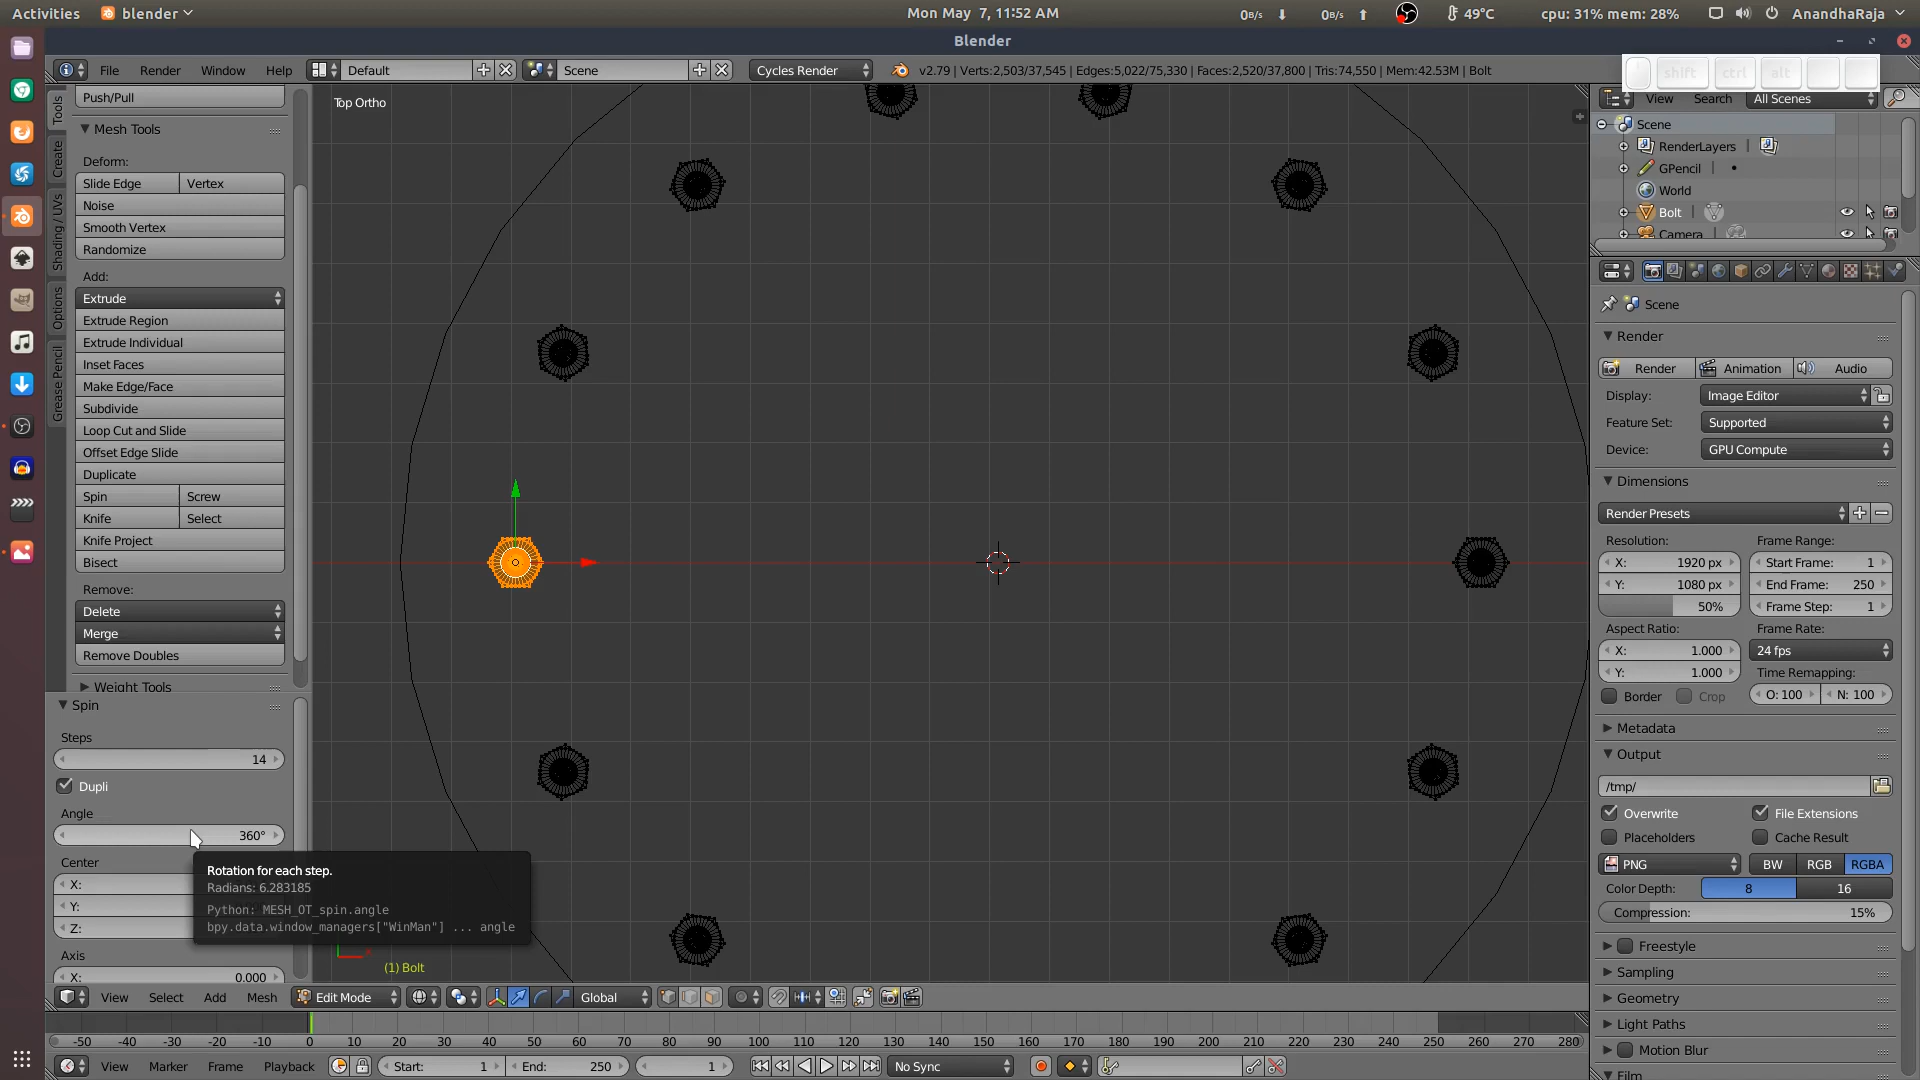 Activities
blender
Mon May 7, 11:52 AM
0B/s
0B/s
49°C
cpu: 31% mem: 28%
AnandhaRaja
Blender
File
Render
Window
Help
Default
Scene
Cycles Render
v2.79 | Verts:2,503/37,545 | Edges:5,022/75,330 | Faces:2,520/37,800 | Tris:74,550 | Mem:42.53M | Bolt
shift
ctrl
alt
View
Search
All Scenes
Scene
RenderLayers
GPencil
World
Bolt
Camera
Tools
Create
Shading / UVs
Options
Grease Pencil
Push/Pull
Mesh Tools
Deform:
Slide Edge
Vertex
Noise
Smooth Vertex
Randomize
Add:
Extrude
Extrude Region
Extrude Individual
Inset Faces
Make Edge/Face
Subdivide
Loop Cut and Slide
Offset Edge Slide
Duplicate
Spin
Screw
Knife
Select
Knife Project
Bisect
Remove:
Delete
Merge
Remove Doubles
Weight Tools
Spin
Steps
14
Dupli
Angle
360°
Center
X:
Y:
Z:
Axis
X: 0.000
Rotation for each step.
Radians: 6.283185
Python: MESH_OT_spin.angle
bpy.data.window_managers["WinMan"] ... angle
Top Ortho
(1) Bolt
Scene
Render
Render
Animation
Audio
Display:
Image Editor
Feature Set:
Supported
Device:
GPU Compute
Dimensions
Render Presets
Resolution:
Frame Range:
X: 1920 px
Start Frame: 1
Y: 1080 px
End Frame: 250
50%
Frame Step: 1
Aspect Ratio:
Frame Rate:
X: 1.000
24 fps
Y: 1.000
Time Remapping:
Border
Crop
O: 100
N: 100
Metadata
Output
/tmp/
Overwrite
File Extensions
Placeholders
Cache Result
PNG
BW
RGB
RGBA
Color Depth:
8
16
Compression: 15%
Freestyle
Sampling
Geometry
Light Paths
Motion Blur
Film
View
Select
Add
Mesh
Edit Mode
Global
-50 -40 -30 -20 -10 0 10 20 30 40 50 60 70 80 90 100 110 120 130 140 150 160 170 180 190 200 210 220 230 240 250 260 270 280
View
Marker
Frame
Playback
Start: 1
End: 250
1
No Sync